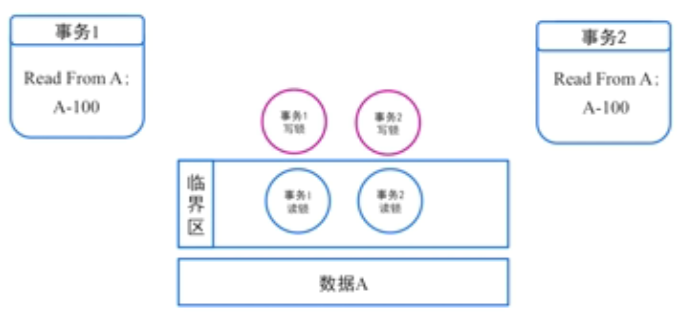 事务1
Read From A:
A-100
事务2
Read From A:
A-100
事务1
写锁
事务2
写锁
临
界
区
事务1
读锁
事务2
读锁
数据A